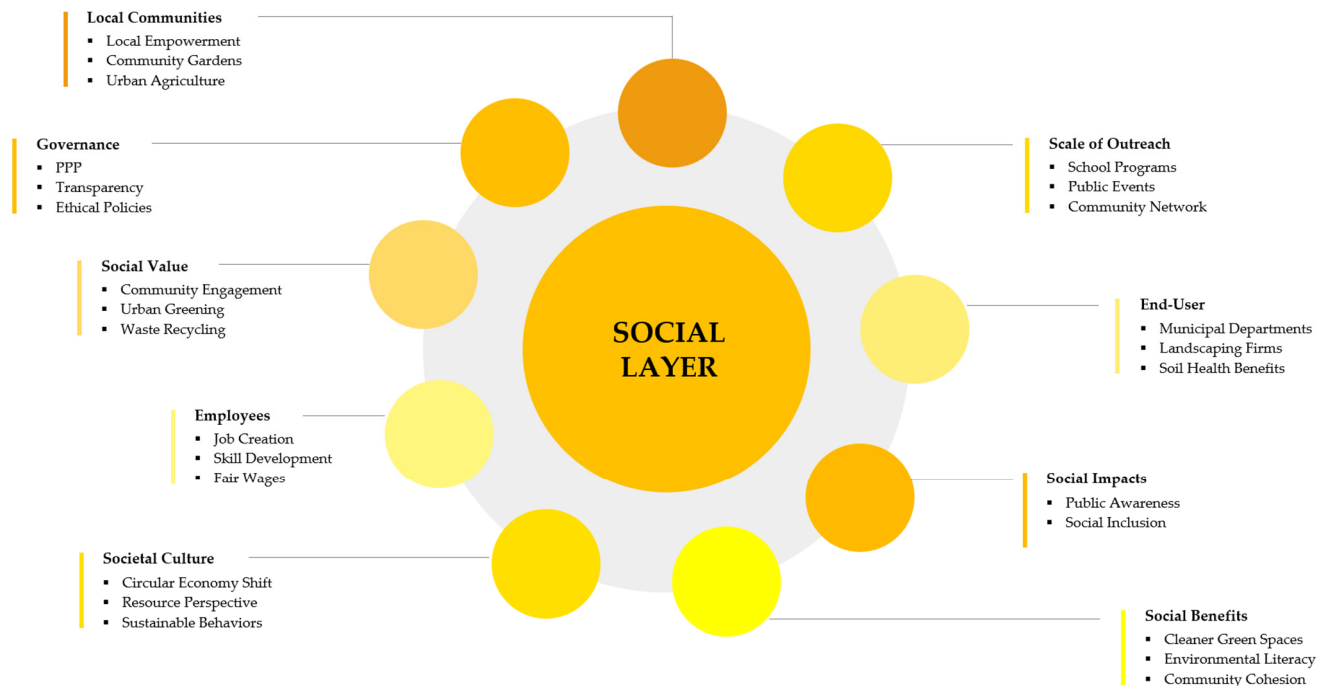 Local Communities
▪ Local Empowerment
▪ Community Gardens
▪ Urban Agriculture
Governance
▪ PPP
▪ Transparency
▪ Ethical Policies
Social Value
▪ Community Engagement
▪ Urban Greening
▪ Waste Recycling
Employees
▪ Job Creation
▪ Skill Development
▪ Fair Wages
Societal Culture
▪ Circular Economy Shift
▪ Resource Perspective
▪ Sustainable Behaviors
SOCIAL
LAYER
Scale of Outreach
▪ School Programs
▪ Public Events
▪ Community Network
End-User
▪ Municipal Departments
▪ Landscaping Firms
▪ Soil Health Benefits
Social Impacts
▪ Public Awareness
▪ Social Inclusion
Social Benefits
▪ Cleaner Green Spaces
▪ Environmental Literacy
▪ Community Cohesion